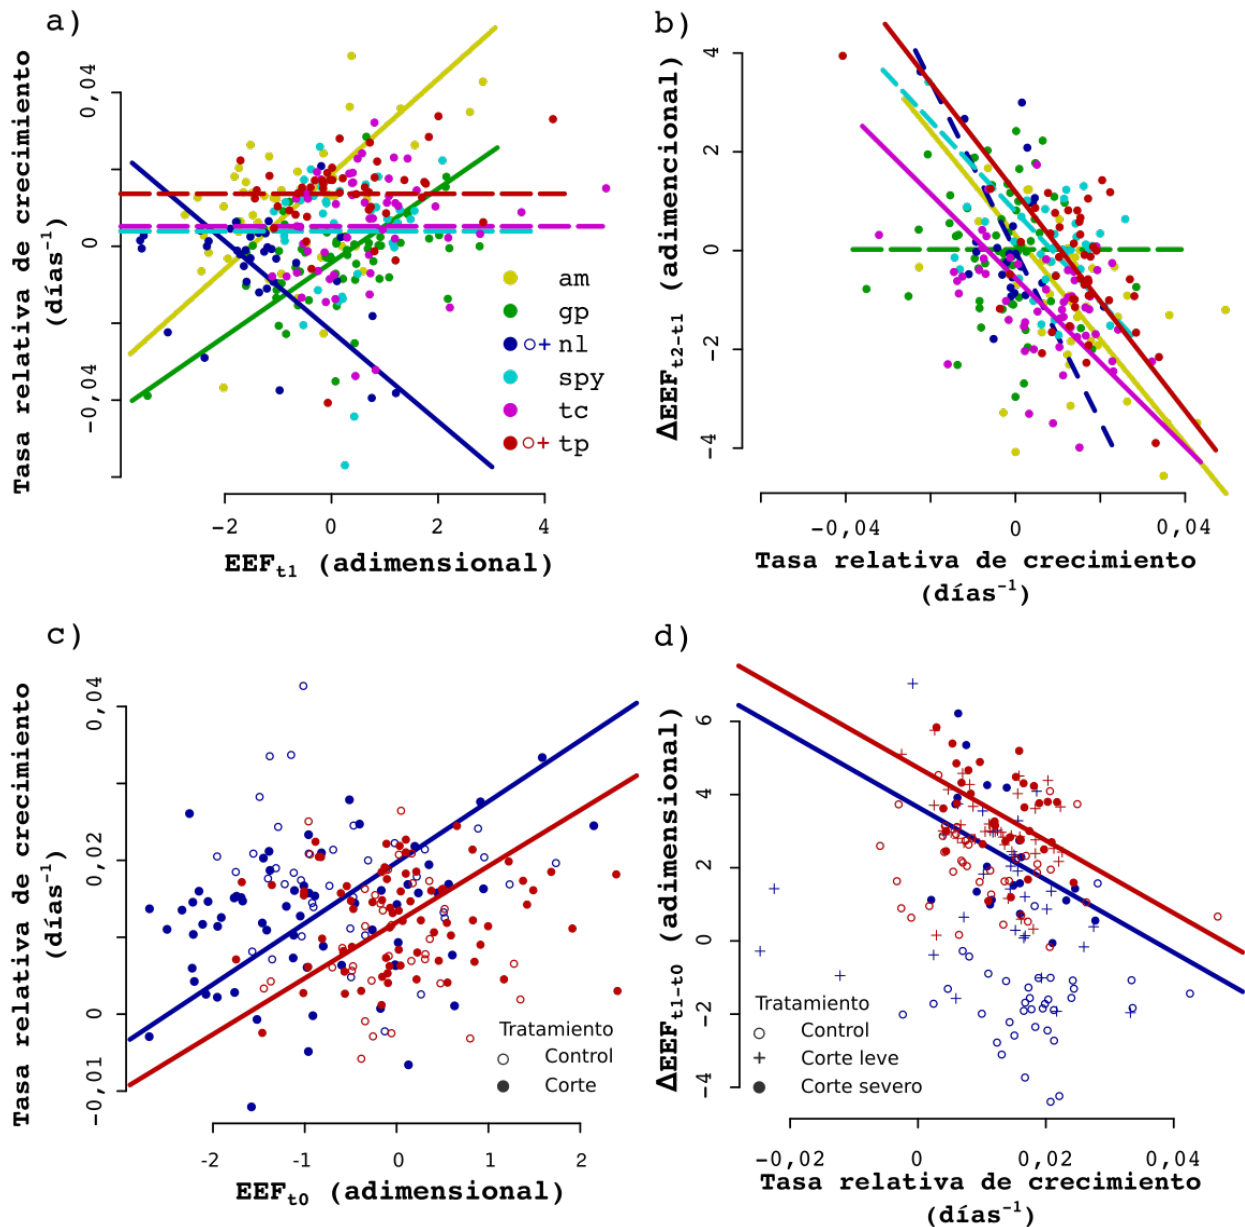 a)
Tasa relativa de crecimiento
(días⁻¹)
0,04
0
-0,04
-2
0
2
4
EEFt1 (adimensional)
am
gp
nl
spy
tc
tp
b)
ΔEEFt2-t1 (adimencional)
4
2
0
-2
-4
-0,04
0
0,04
Tasa relativa de crecimiento
(días⁻¹)
c)
Tasa relativa de crecimiento
(días⁻¹)
0,04
0,02
0
-0,01
-2
-1
0
1
2
EEFt0 (adimensional)
Tratamiento
Control
Corte
d)
ΔEEFt1-t0 (adimensional)
6
4
2
0
-2
-4
-0,02
0
0,02
0,04
Tasa relativa de crecimiento
(días⁻¹)
Tratamiento
Control
Corte leve
Corte severo